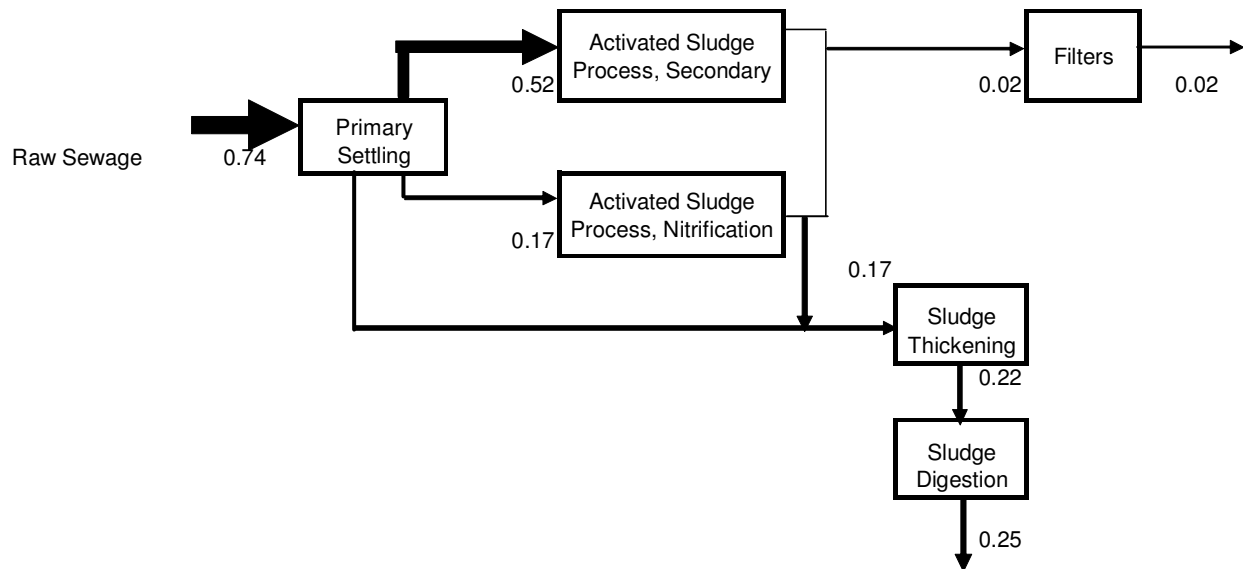 Activated Sludge
Process, Secondary
0.52
Filters
0.02
0.02
Raw Sewage
0.74
Primary
Settling
Activated Sludge
Process, Nitrification
0.17
0.17
Sludge
Thickening
0.22
Sludge
Digestion
0.25